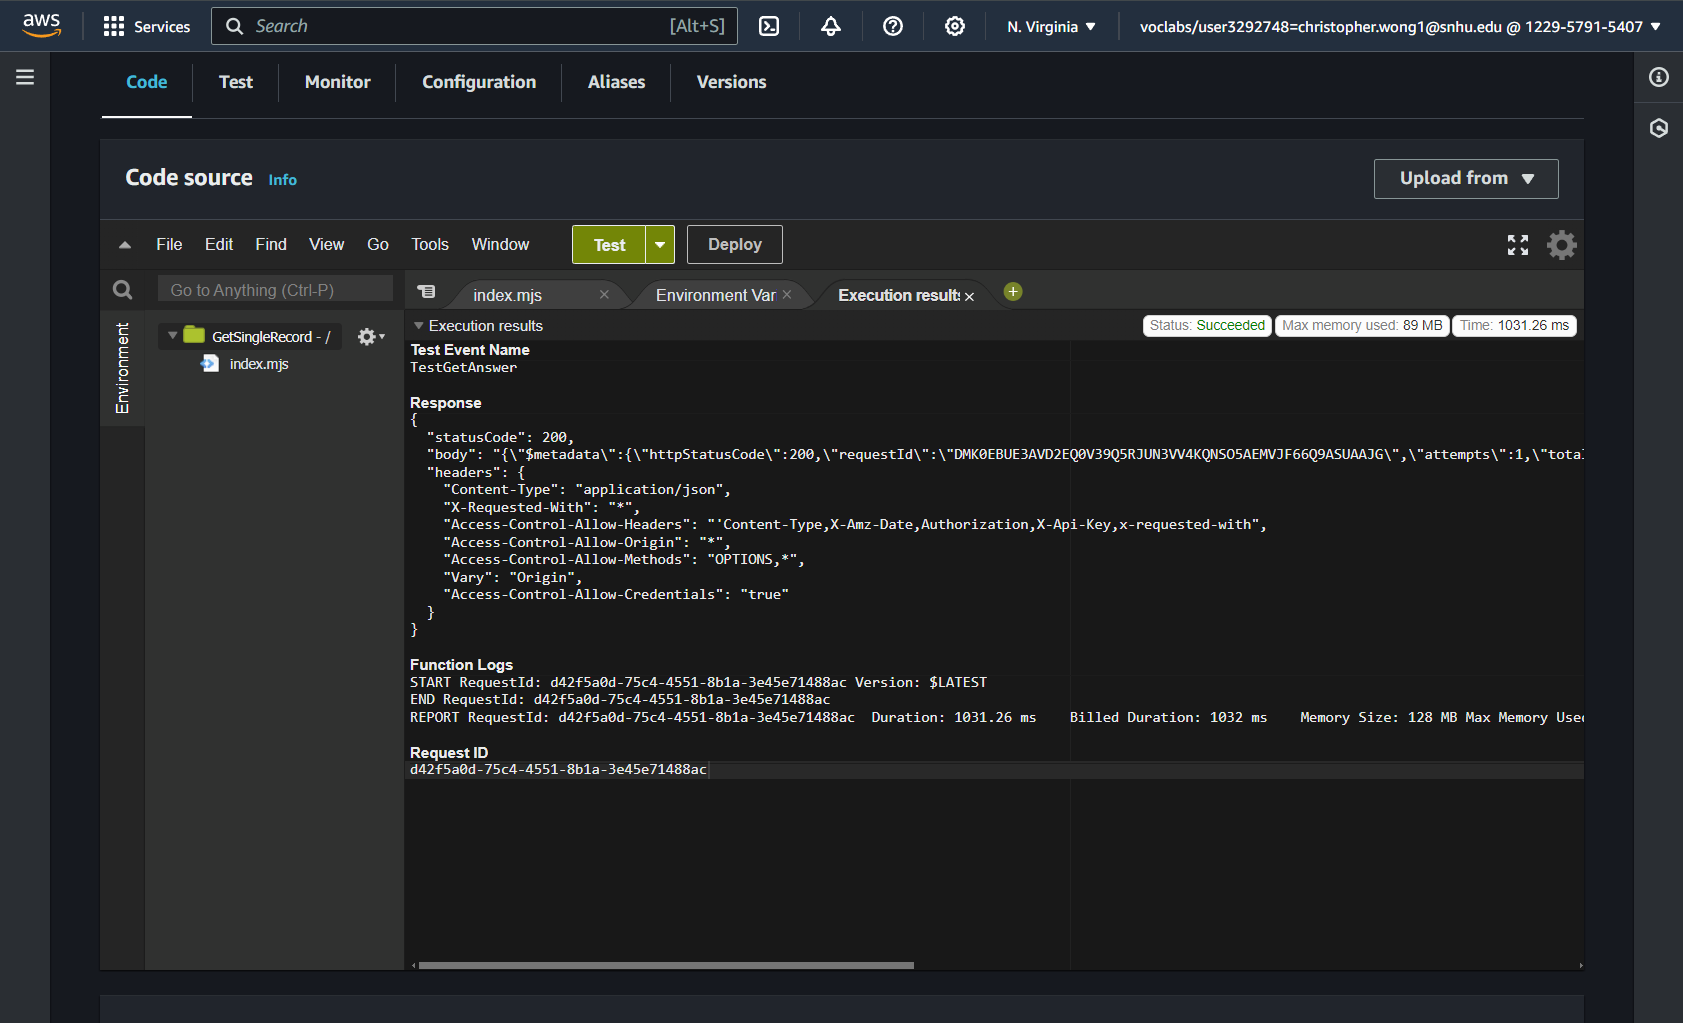 aws Services Search [Alt+S] N. Virginia voclabs/user3292748=christopher.wong1@snhu.edu @ 1229-5791-5407
Code Test Monitor Configuration Aliases Versions
Code source Info Upload from
File Edit Find View Go Tools Window Test Deploy
Go to Anything (Ctrl-P) index.mjs Environment Var Execution results
Environment
GetSingleRecord - /
index.mjs
Execution results Status: Succeeded Max memory used: 89 MB Time: 1031.26 ms
Test Event Name
TestGetAnswer
Response
{
"statusCode": 200,
"body": "{\"$metadata\":{\"httpStatusCode\":200,\"requestId\":\"DMK0EBUE3AVD2EQ0V39Q5RJUN3VV4KQNSO5AEMVJF66Q9ASUAAJG\",\"attempts\":1,\"total
"headers": {
"Content-Type": "application/json",
"X-Requested-With": "*",
"Access-Control-Allow-Headers": "'Content-Type,X-Amz-Date,Authorization,X-Api-Key,x-requested-with",
"Access-Control-Allow-Origin": "*",
"Access-Control-Allow-Methods": "OPTIONS,*",
"Vary": "Origin",
"Access-Control-Allow-Credentials": "true"
}
}
Function Logs
START RequestId: d42f5a0d-75c4-4551-8b1a-3e45e71488ac Version: $LATEST
END RequestId: d42f5a0d-75c4-4551-8b1a-3e45e71488ac
REPORT RequestId: d42f5a0d-75c4-4551-8b1a-3e45e71488ac Duration: 1031.26 ms Billed Duration: 1032 ms Memory Size: 128 MB Max Memory Used
Request ID
d42f5a0d-75c4-4551-8b1a-3e45e71488ac